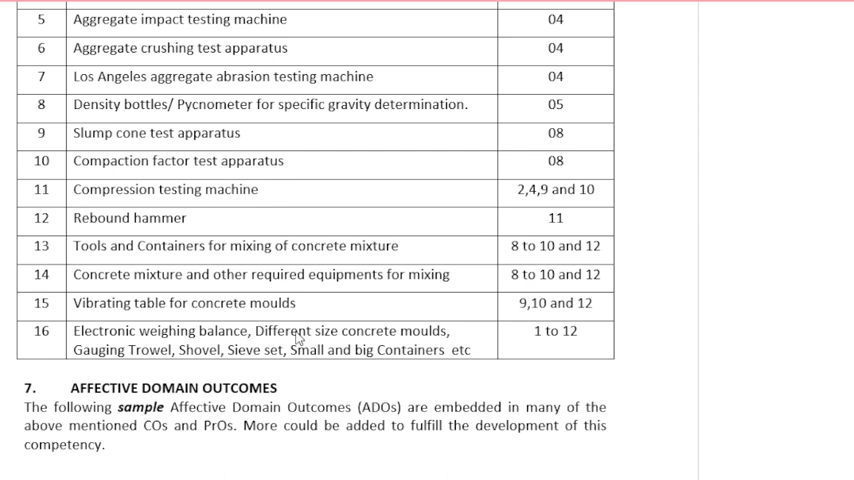 5 Aggregate impact testing machine 04
6 Aggregate crushing test apparatus 04
7 Los Angeles aggregate abrasion testing machine 04
8 Density bottles/ Pycnometer for specific gravity determination. 05
9 Slump cone test apparatus 08
10 Compaction factor test apparatus 08
11 Compression testing machine 2,4,9 and 10
12 Rebound hammer 11
13 Tools and Containers for mixing of concrete mixture 8 to 10 and 12
14 Concrete mixture and other required equipments for mixing 8 to 10 and 12
15 Vibrating table for concrete moulds 9,10 and 12
16 Electronic weighing balance, Different size concrete moulds, 1 to 12
Gauging Trowel, Shovel, Sieve set, Small and big Containers etc
7. AFFECTIVE DOMAIN OUTCOMES
The following sample Affective Domain Outcomes (ADOs) are embedded in many of the
above mentioned COs and PrOs. More could be added to fulfill the development of this
competency.